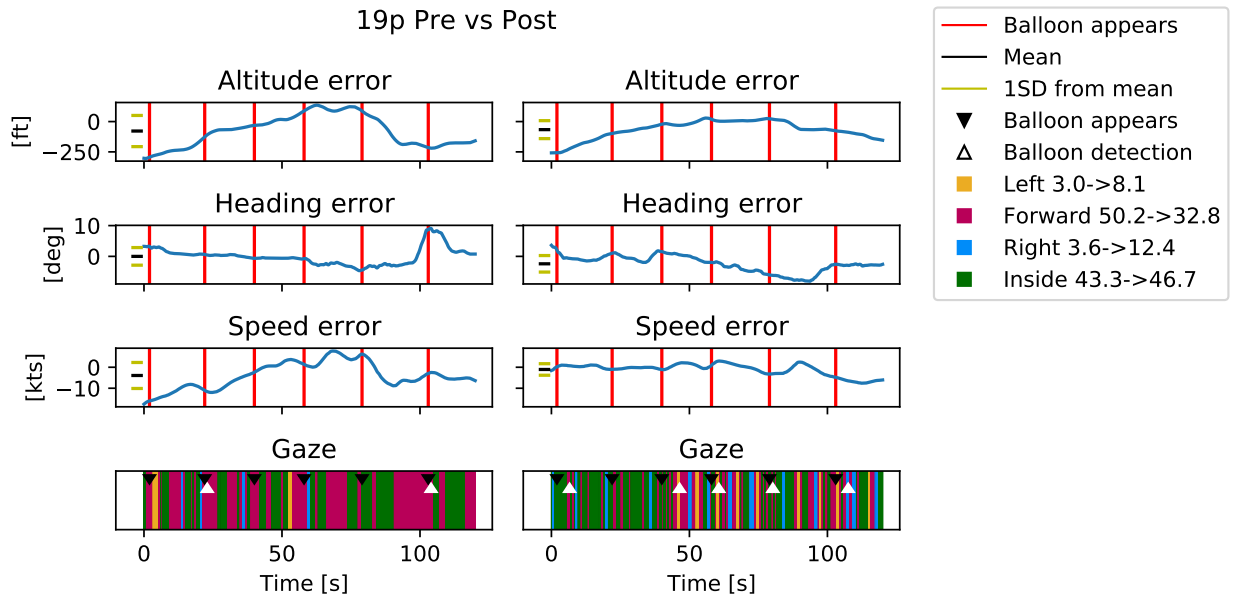 19p Pre vs Post
Altitude error
Altitude error
[ft]
0
−250
Heading error
Heading error
[deg]
10
0
Speed error
Speed error
[kts]
0
−10
Gaze
Gaze
0
50
100
0
50
100
Time [s]
Time [s]
Balloon appears
Mean
1SD from mean
Balloon appears
Balloon detection
Left 3.0->8.1
Forward 50.2->32.8
Right 3.6->12.4
Inside 43.3->46.7